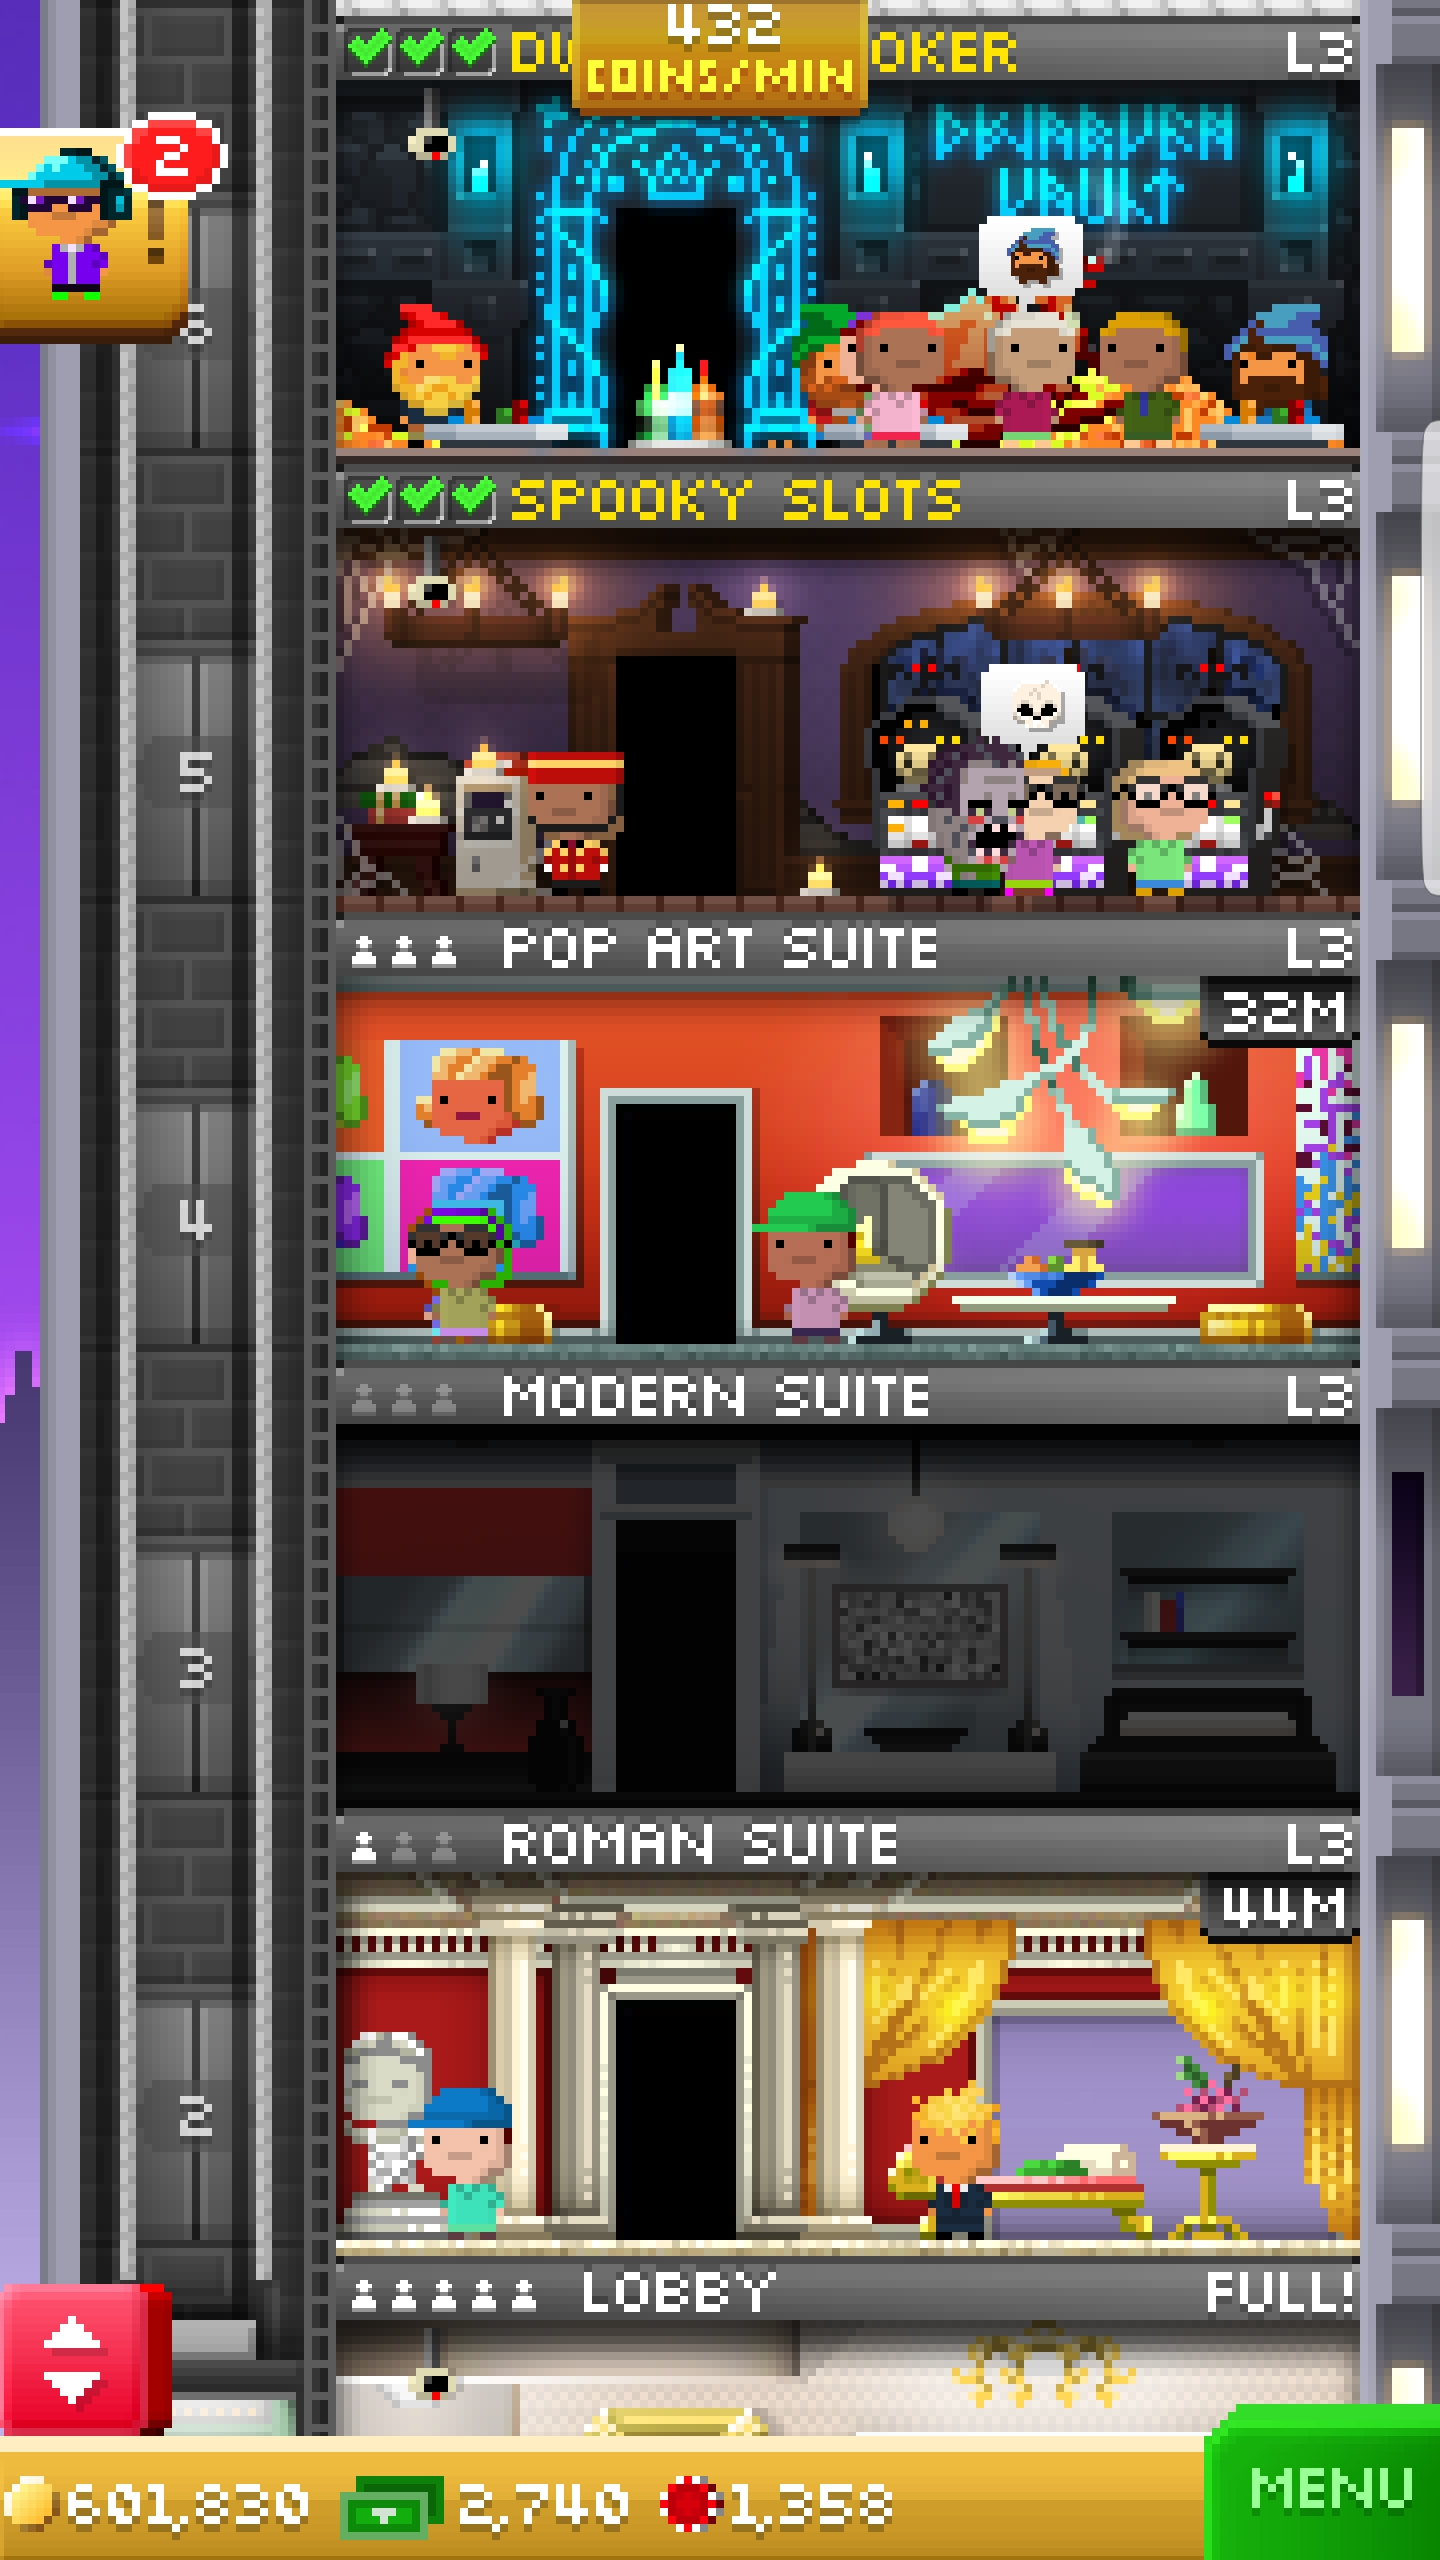 432
COINS/MIN
OKER L3
2
DWARVEN
VAULT
6
SPOOKY SLOTS L3
5
POP ART SUITE L3
32M
4
MODERN SUITE L3
3
ROMAN SUITE L3
44M
2
LOBBY FULL!
601,830 2,740 1,358 MENU